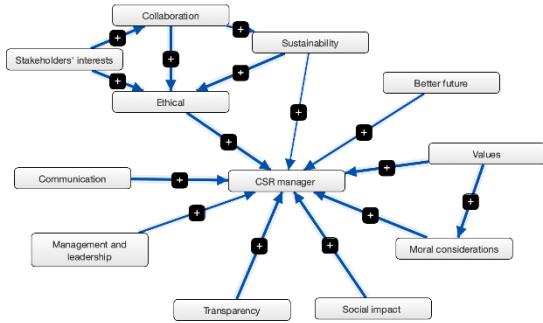 Collaboration
+
+
Sustainability
Stakeholders' interests
+
+
+
Better future
Ethical
+
+
+
+
Values
Communication
+
CSR manager
+
+
+
+
Management and
leadership
+
+
Moral considerations
Transparency
Social impact